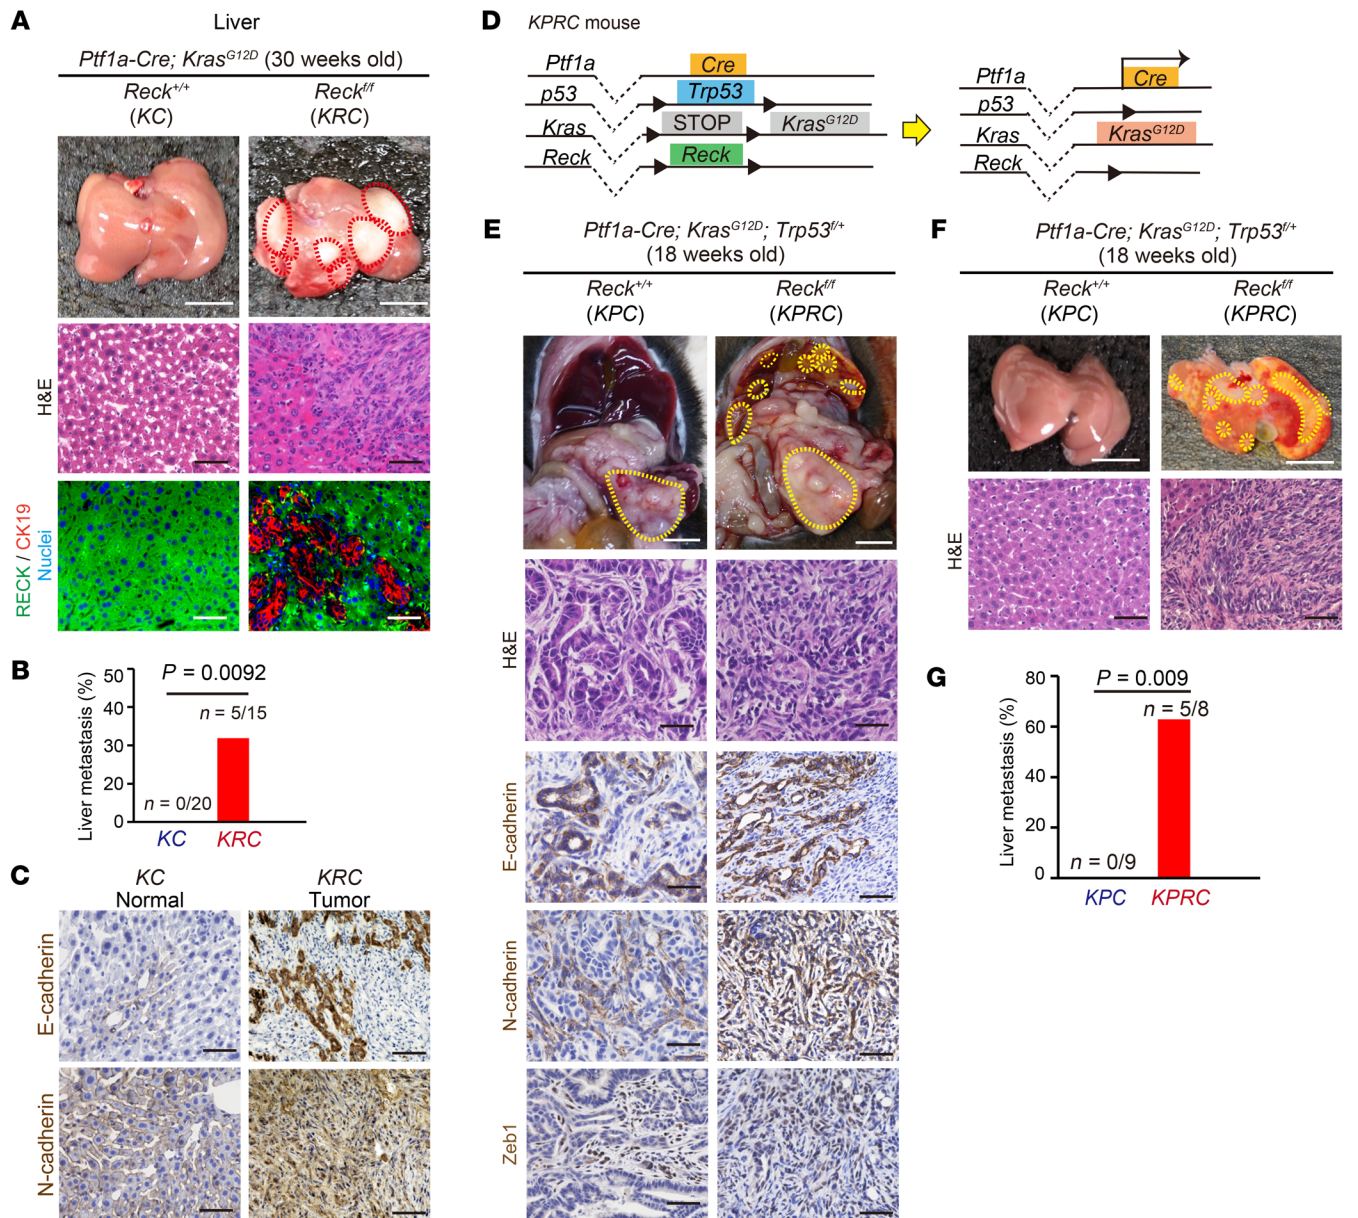 A
Liver
Ptf1a-Cre; KrasG12D (30 weeks old)
Reck+/+
(KC)
Reckf/f
(KRC)
H&E
RECK / CK19
Nuclei
B
Liver metastasis (%)
50
40
30
20
0
P = 0.0092
n = 5/15
n = 0/20
KC
KRC
C
KC
Normal
KRC
Tumor
E-cadherin
N-cadherin
D
KPRC mouse
Ptf1a
Cre
p53
Trp53
Kras
STOP
KrasG12D
Reck
Reck
Ptf1a
Cre
p53
Kras
KrasG12D
Reck
E
Ptf1a-Cre; KrasG12D; Trp53f/+
(18 weeks old)
Reck+/+
(KPC)
Reckf/f
(KPRC)
H&E
E-cadherin
N-cadherin
Zeb1
F
Ptf1a-Cre; KrasG12D; Trp53f/+
(18 weeks old)
Reck+/+
(KPC)
Reckf/f
(KPRC)
H&E
G
Liver metastasis (%)
80
60
40
20
0
P = 0.009
n = 5/8
n = 0/9
KPC
KPRC